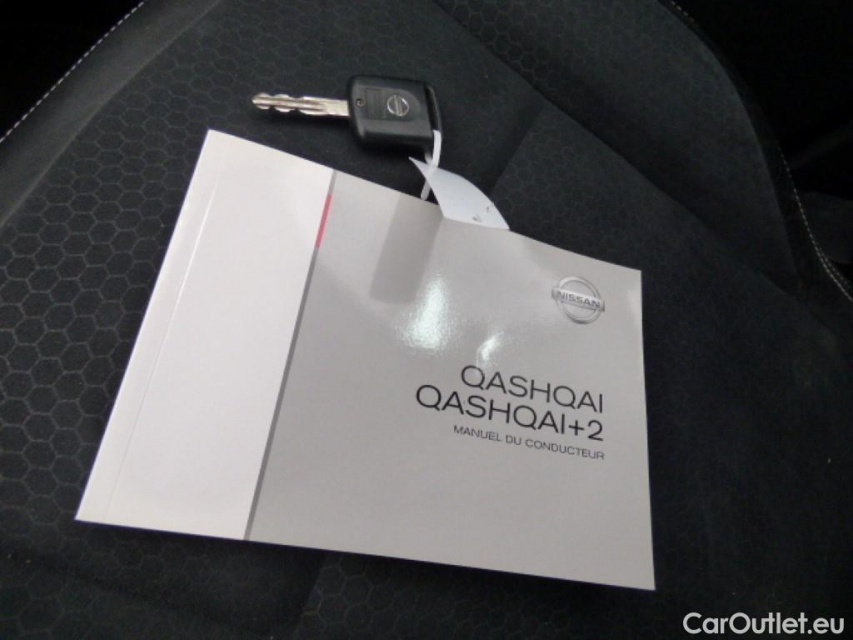 NISSAN
QASHQAI
QASHQAI+2
MANUEL DU CONDUCTEUR
CarOutlet.eu